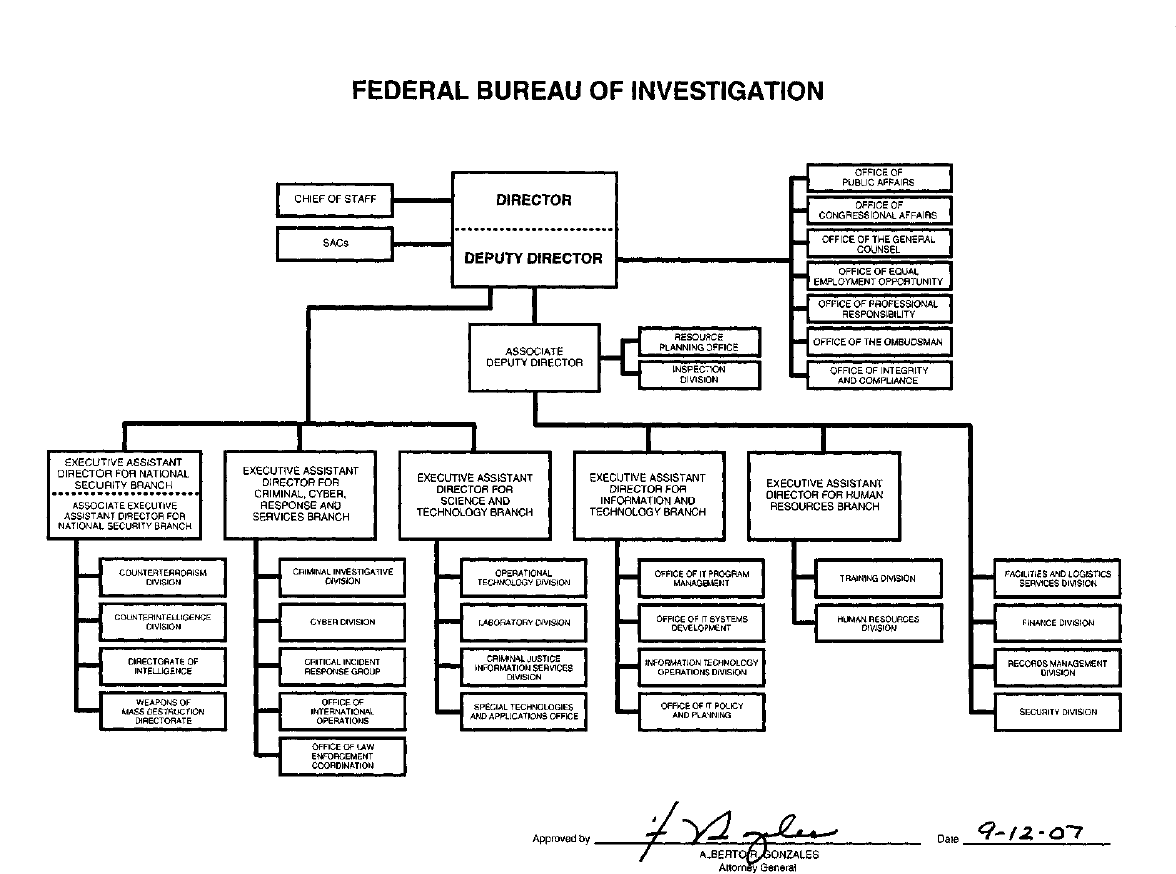 FEDERAL BUREAU OF INVESTIGATION
CHIEF OF STAFF
SACs
DIRECTOR
DEPUTY DIRECTOR
OFFICE OF
PUBLIC AFFAIRS
OFFICE OF
CONGRESSIONAL AFFAIRS
OFFICE OF THE GENERAL
COUNSEL
OFFICE OF EQUAL
EMPLOYMENT OPPORTUNITY
OFFICE OF PROFESSIONAL
RESPONSIBILITY
OFFICE OF THE OMBUDSMAN
OFFICE OF INTEGRITY
AND COMPLIANCE
ASSOCIATE
DEPUTY DIRECTOR
RESOURCE
PLANNING OFFICE
INSPECTION
DIVISION
EXECUTIVE ASSISTANT
DIRECTOR FOR NATIONAL
SECURITY BRANCH
ASSOCIATE EXECUTIVE
ASSISTANT DIRECTOR FOR
NATIONAL SECURITY BRANCH
EXECUTIVE ASSISTANT
DIRECTOR FOR
CRIMINAL, CYBER,
RESPONSE AND
SERVICES BRANCH
EXECUTIVE ASSISTANT
DIRECTOR FOR
SCIENCE AND
TECHNOLOGY BRANCH
EXECUTIVE ASSISTANT
DIRECTOR FOR
INFORMATION AND
TECHNOLOGY BRANCH
EXECUTIVE ASSISTANT
DIRECTOR FOR HUMAN
RESOURCES BRANCH
COUNTERTERRORISM
DIVISION
COUNTERINTELLIGENCE
DIVISION
DIRECTORATE OF
INTELLIGENCE
WEAPONS OF
MASS DESTRUCTION
DIRECTORATE
CRIMINAL INVESTIGATIVE
DIVISION
CYBER DIVISION
CRITICAL INCIDENT
RESPONSE GROUP
OFFICE OF
INTERNATIONAL
OPERATIONS
OFFICE OF LAW
ENFORCEMENT
COORDINATION
OPERATIONAL
TECHNOLOGY DIVISION
LABORATORY DIVISION
CRIMINAL JUSTICE
INFORMATION SERVICES
DIVISION
SPECIAL TECHNOLOGIES
AND APPLICATIONS OFFICE
OFFICE OF IT PROGRAM
MANAGEMENT
OFFICE OF IT SYSTEMS
DEVELOPMENT
INFORMATION TECHNOLOGY
OPERATIONS DIVISION
OFFICE OF IT POLICY
AND PLANNING
TRAINING DIVISION
HUMAN RESOURCES
DIVISION
FACILITIES AND LOGISTICS
SERVICES DIVISION
FINANCE DIVISION
RECORDS MANAGEMENT
DIVISION
SECURITY DIVISION
Approved by
ALBERTO R. GONZALES
Attorney General
Date 9-12-07